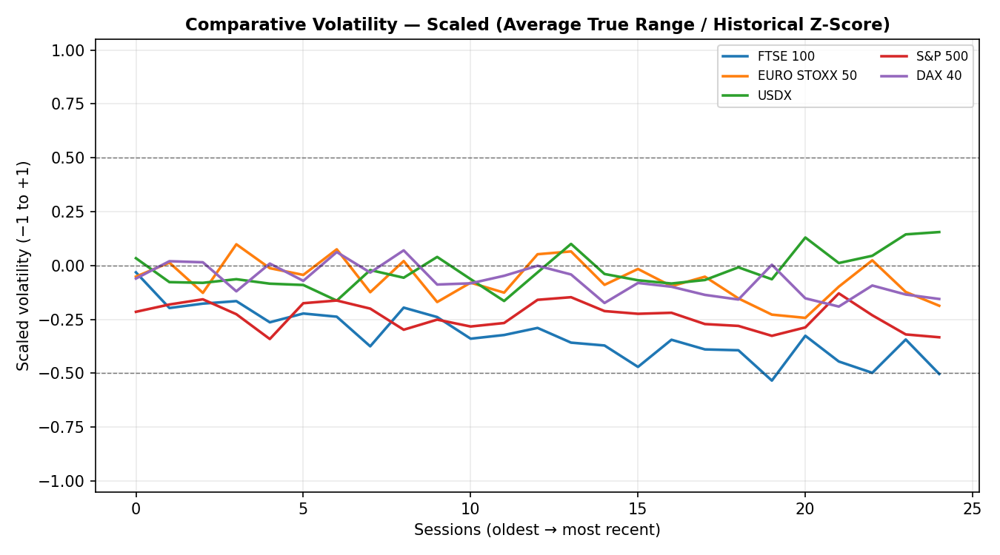 Comparative Volatility — Scaled (Average True Range / Historical Z-Score)
FTSE 100
EURO STOXX 50
USDX
S&P 500
DAX 40
Scaled volatility (−1 to +1)
1.00
0.75
0.50
0.25
0.00
−0.25
−0.50
−0.75
−1.00
0 5 10 15 20 25
Sessions (oldest → most recent)